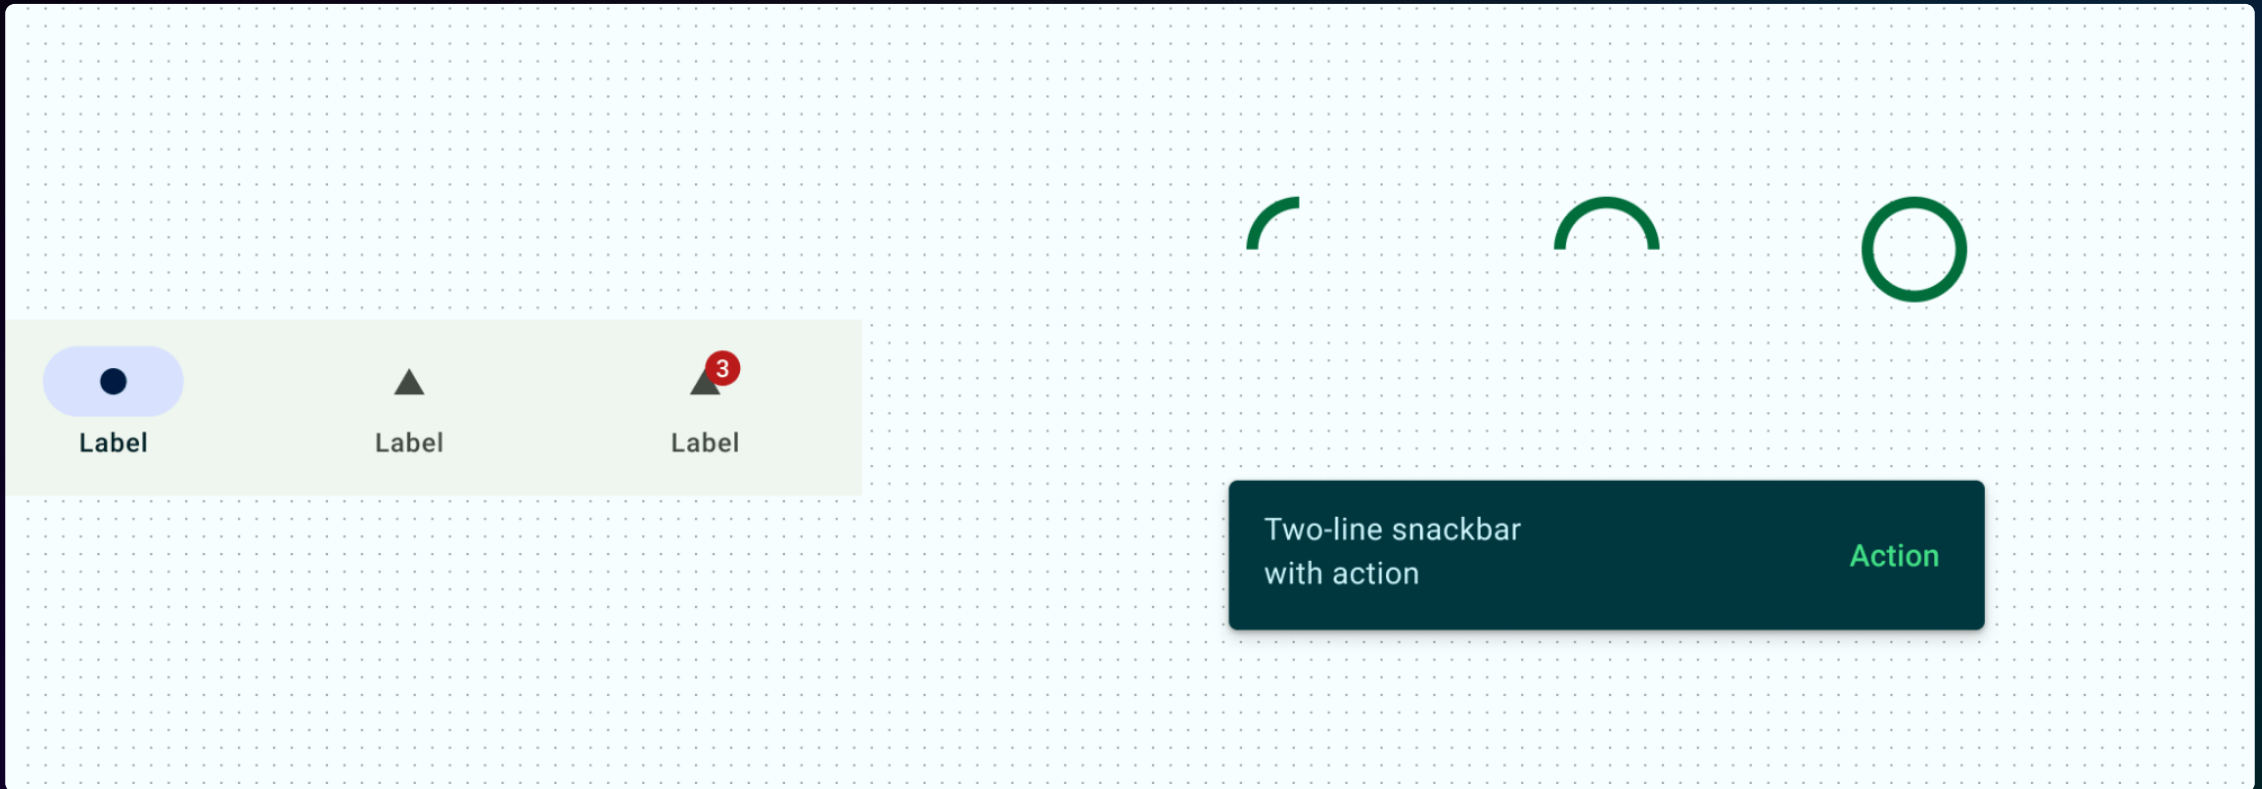 3
Label
Label
Label
Two-line snackbar
with action
Action